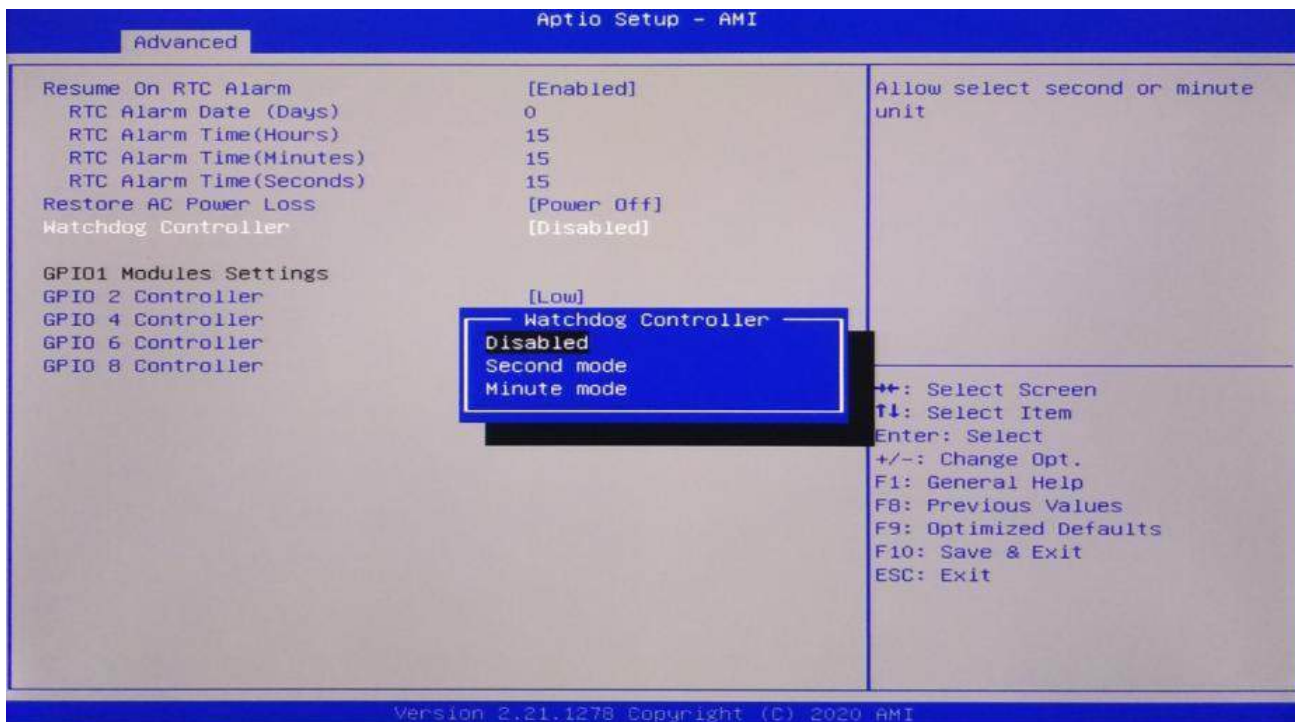 Aptio Setup - AMI
Advanced
Resume On RTC Alarm [Enabled]
RTC Alarm Date (Days) 0
RTC Alarm Time(Hours) 15
RTC Alarm Time(Minutes) 15
RTC Alarm Time(Seconds) 15
Restore AC Power Loss [Power Off]
Watchdog Controller [Disabled]
GPIO1 Modules Settings
GPIO 2 Controller [Low]
GPIO 4 Controller
GPIO 6 Controller
GPIO 8 Controller
Watchdog Controller
Disabled
Second mode
Minute mode
Allow select second or minute
unit
→←: Select Screen
↑↓: Select Item
Enter: Select
+/-: Change Opt.
F1: General Help
F8: Previous Values
F9: Optimized Defaults
F10: Save & Exit
ESC: Exit
Version 2.21.1278 Copyright (C) 2020 AMI